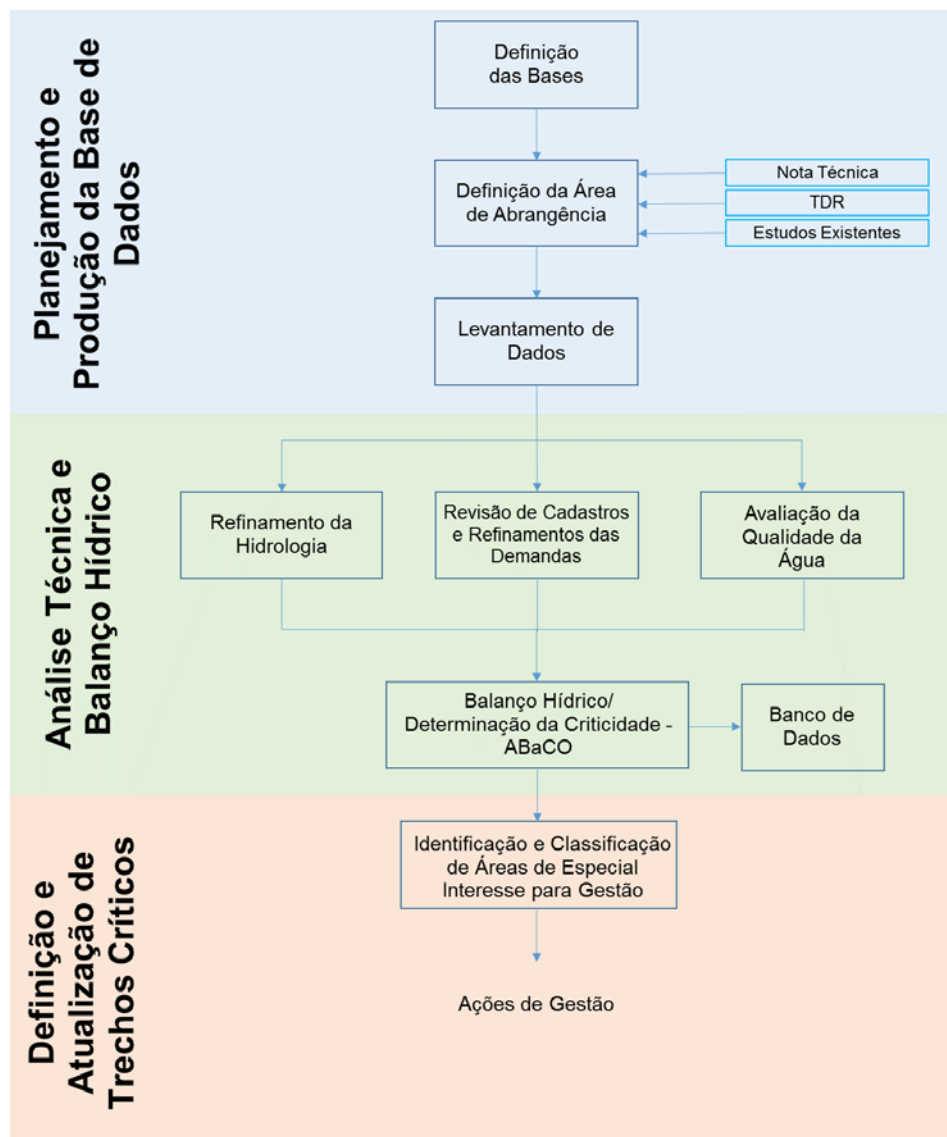 Planejamento e
Produção da Base de
Dados
Definição
das Bases
Definição da Área
de Abrangência
Nota Técnica
TDR
Estudos Existentes
Levantamento de
Dados
Análise Técnica e
Balanço Hídrico
Refinamento da
Hidrologia
Revisão de Cadastros
e Refinamentos das
Demandas
Avaliação da
Qualidade da
Água
Balanço Hídrico/
Determinação da Criticidade -
ABaCO
Banco de
Dados
Definição e
Atualização de
Trechos Críticos
Identificação e Classificação
de Áreas de Especial
Interesse para Gestão
Ações de Gestão